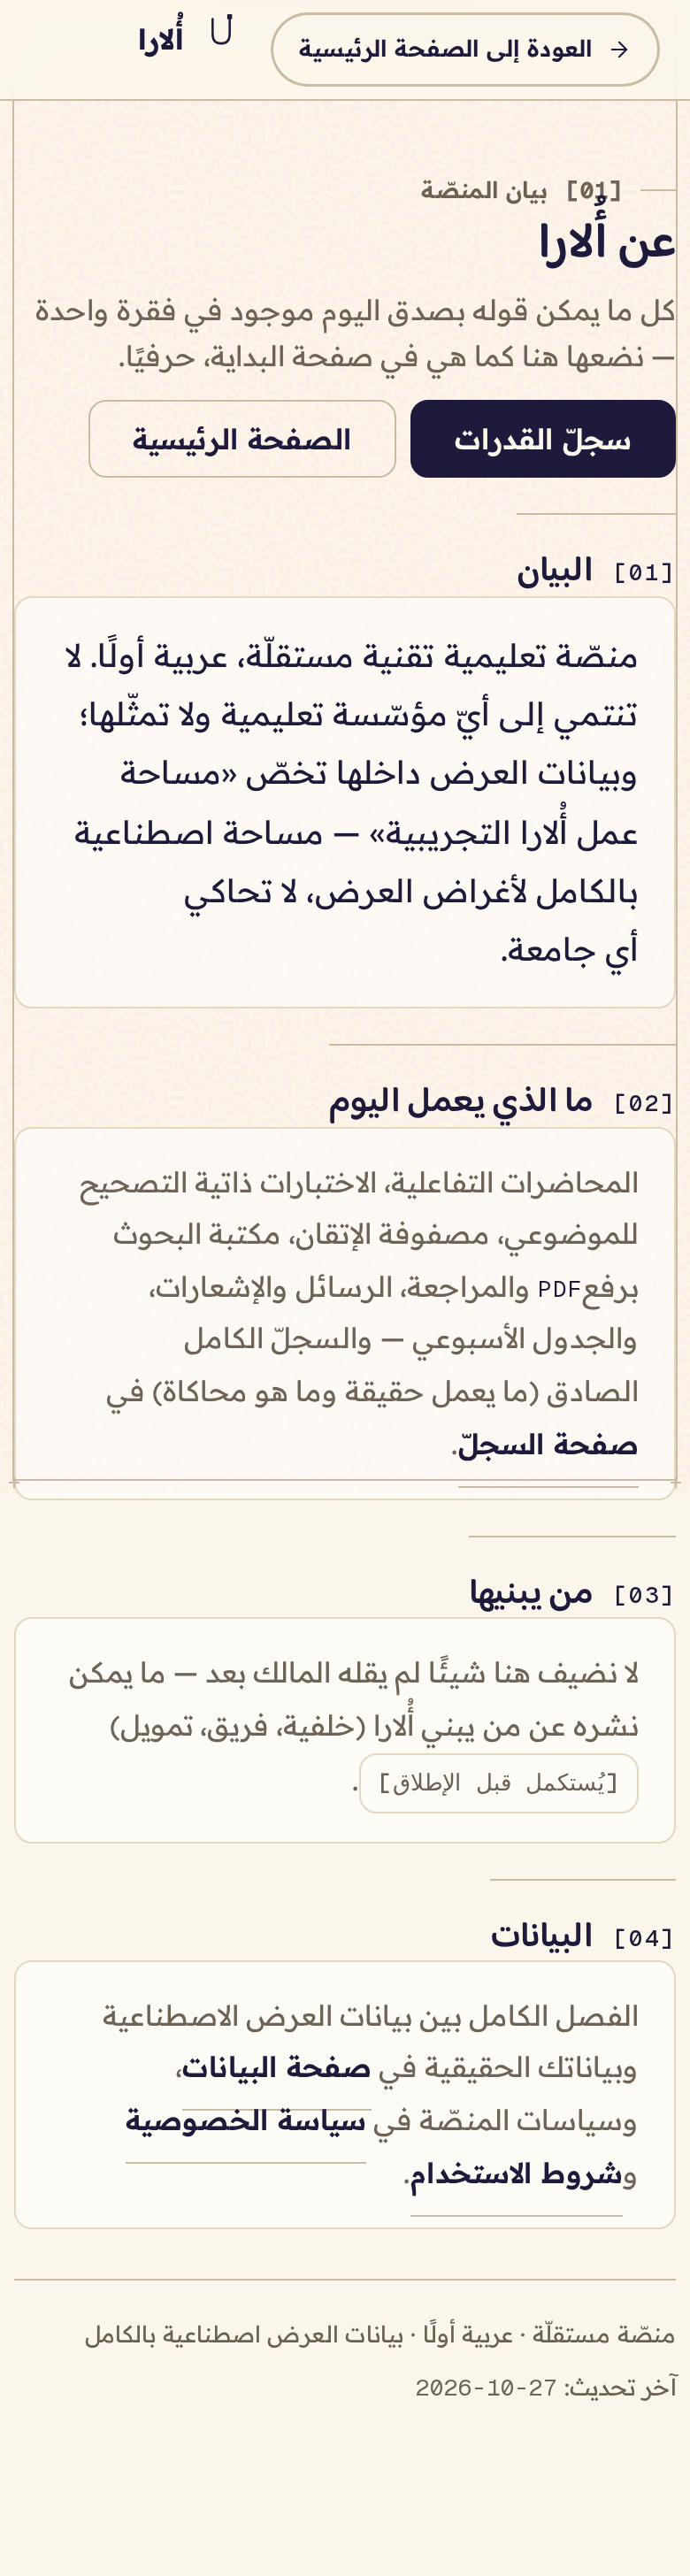 العودة إلى الصفحة الرئيسية
أُلارا
[01] بيان المنصّة
عن أُلارا
كل ما يمكن قوله بصدق اليوم موجود في فقرة واحدة
— نضعها هنا كما هي في صفحة البداية، حرفيًا.
سجلّ القدرات
الصفحة الرئيسية
[01] البيان
منصّة تعليمية تقنية مستقلّة، عربية أولًا. لا
تنتمي إلى أيّ مؤسّسة تعليمية ولا تمثّلها؛
وبيانات العرض داخلها تخصّ «مساحة
عمل أُلارا التجريبية» — مساحة اصطناعية
بالكامل لأغراض العرض، لا تحاكي
أي جامعة.
[02] ما الذي يعمل اليوم
المحاضرات التفاعلية، الاختبارات ذاتية التصحيح
للموضوعي، مصفوفة الإتقان، مكتبة البحوث
برفع PDF والمراجعة، الرسائل والإشعارات،
والجدول الأسبوعي — والسجلّ الكامل
الصادق (ما يعمل حقيقة وما هو محاكاة) في
صفحة السجلّ.
[03] من يبنيها
لا نضيف هنا شيئًا لم يقله المالك بعد — ما يمكن
نشره عن من يبني أُلارا (خلفية، فريق، تمويل)
[يُستكمل قبل الإطلاق].
[04] البيانات
الفصل الكامل بين بيانات العرض الاصطناعية
وبياناتك الحقيقية في صفحة البيانات،
وسياسات المنصّة في سياسة الخصوصية
وشروط الاستخدام.
منصّة مستقلّة · عربية أولًا · بيانات العرض اصطناعية بالكامل
آخر تحديث: 2026-10-27